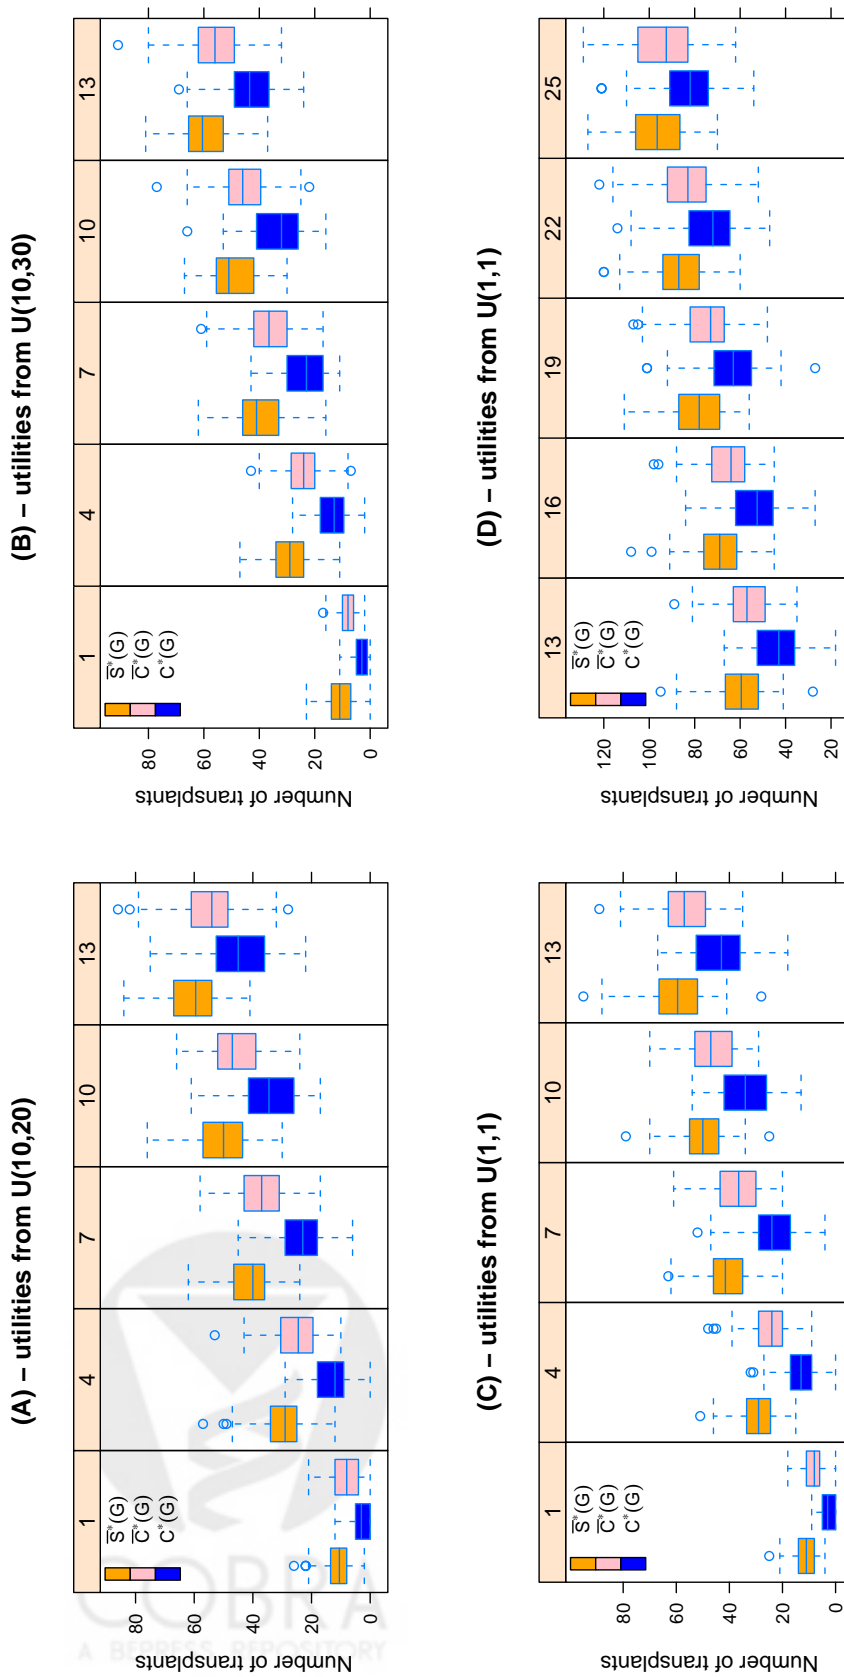 (A) – utilities from U(10,20)
1 4 7 10 13
S̅*(G)
C̅*(G)
C*(G)
Number of transplants
0 20 40 60 80
(B) – utilities from U(10,30)
1 4 7 10 13
S̅*(G)
C̅*(G)
C*(G)
Number of transplants
0 20 40 60 80
(C) – utilities from U(1,1)
1 4 7 10 13
S̅*(G)
C̅*(G)
C*(G)
Number of transplants
0 20 40 60 80
(D) – utilities from U(1,1)
13 16 19 22 25
S̅*(G)
C̅*(G)
C*(G)
Number of transplants
20 40 60 80 100 120
COBRA
A BEPRESS REPOSITORY